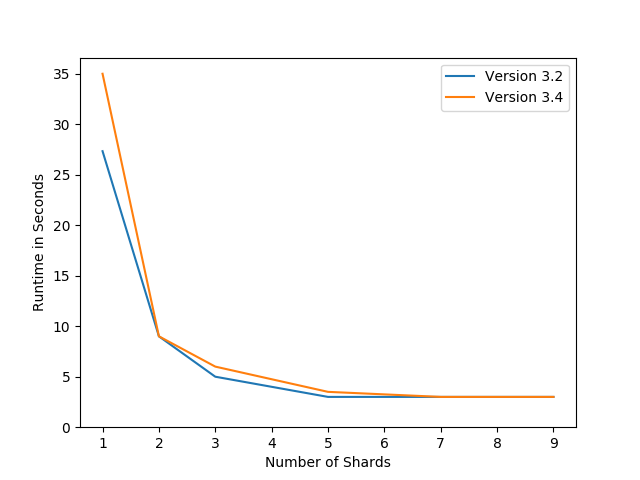 Version 3.2
Version 3.4
35
30
25
20
15
10
5
0
Runtime in Seconds
1 2 3 4 5 6 7 8 9
Number of Shards